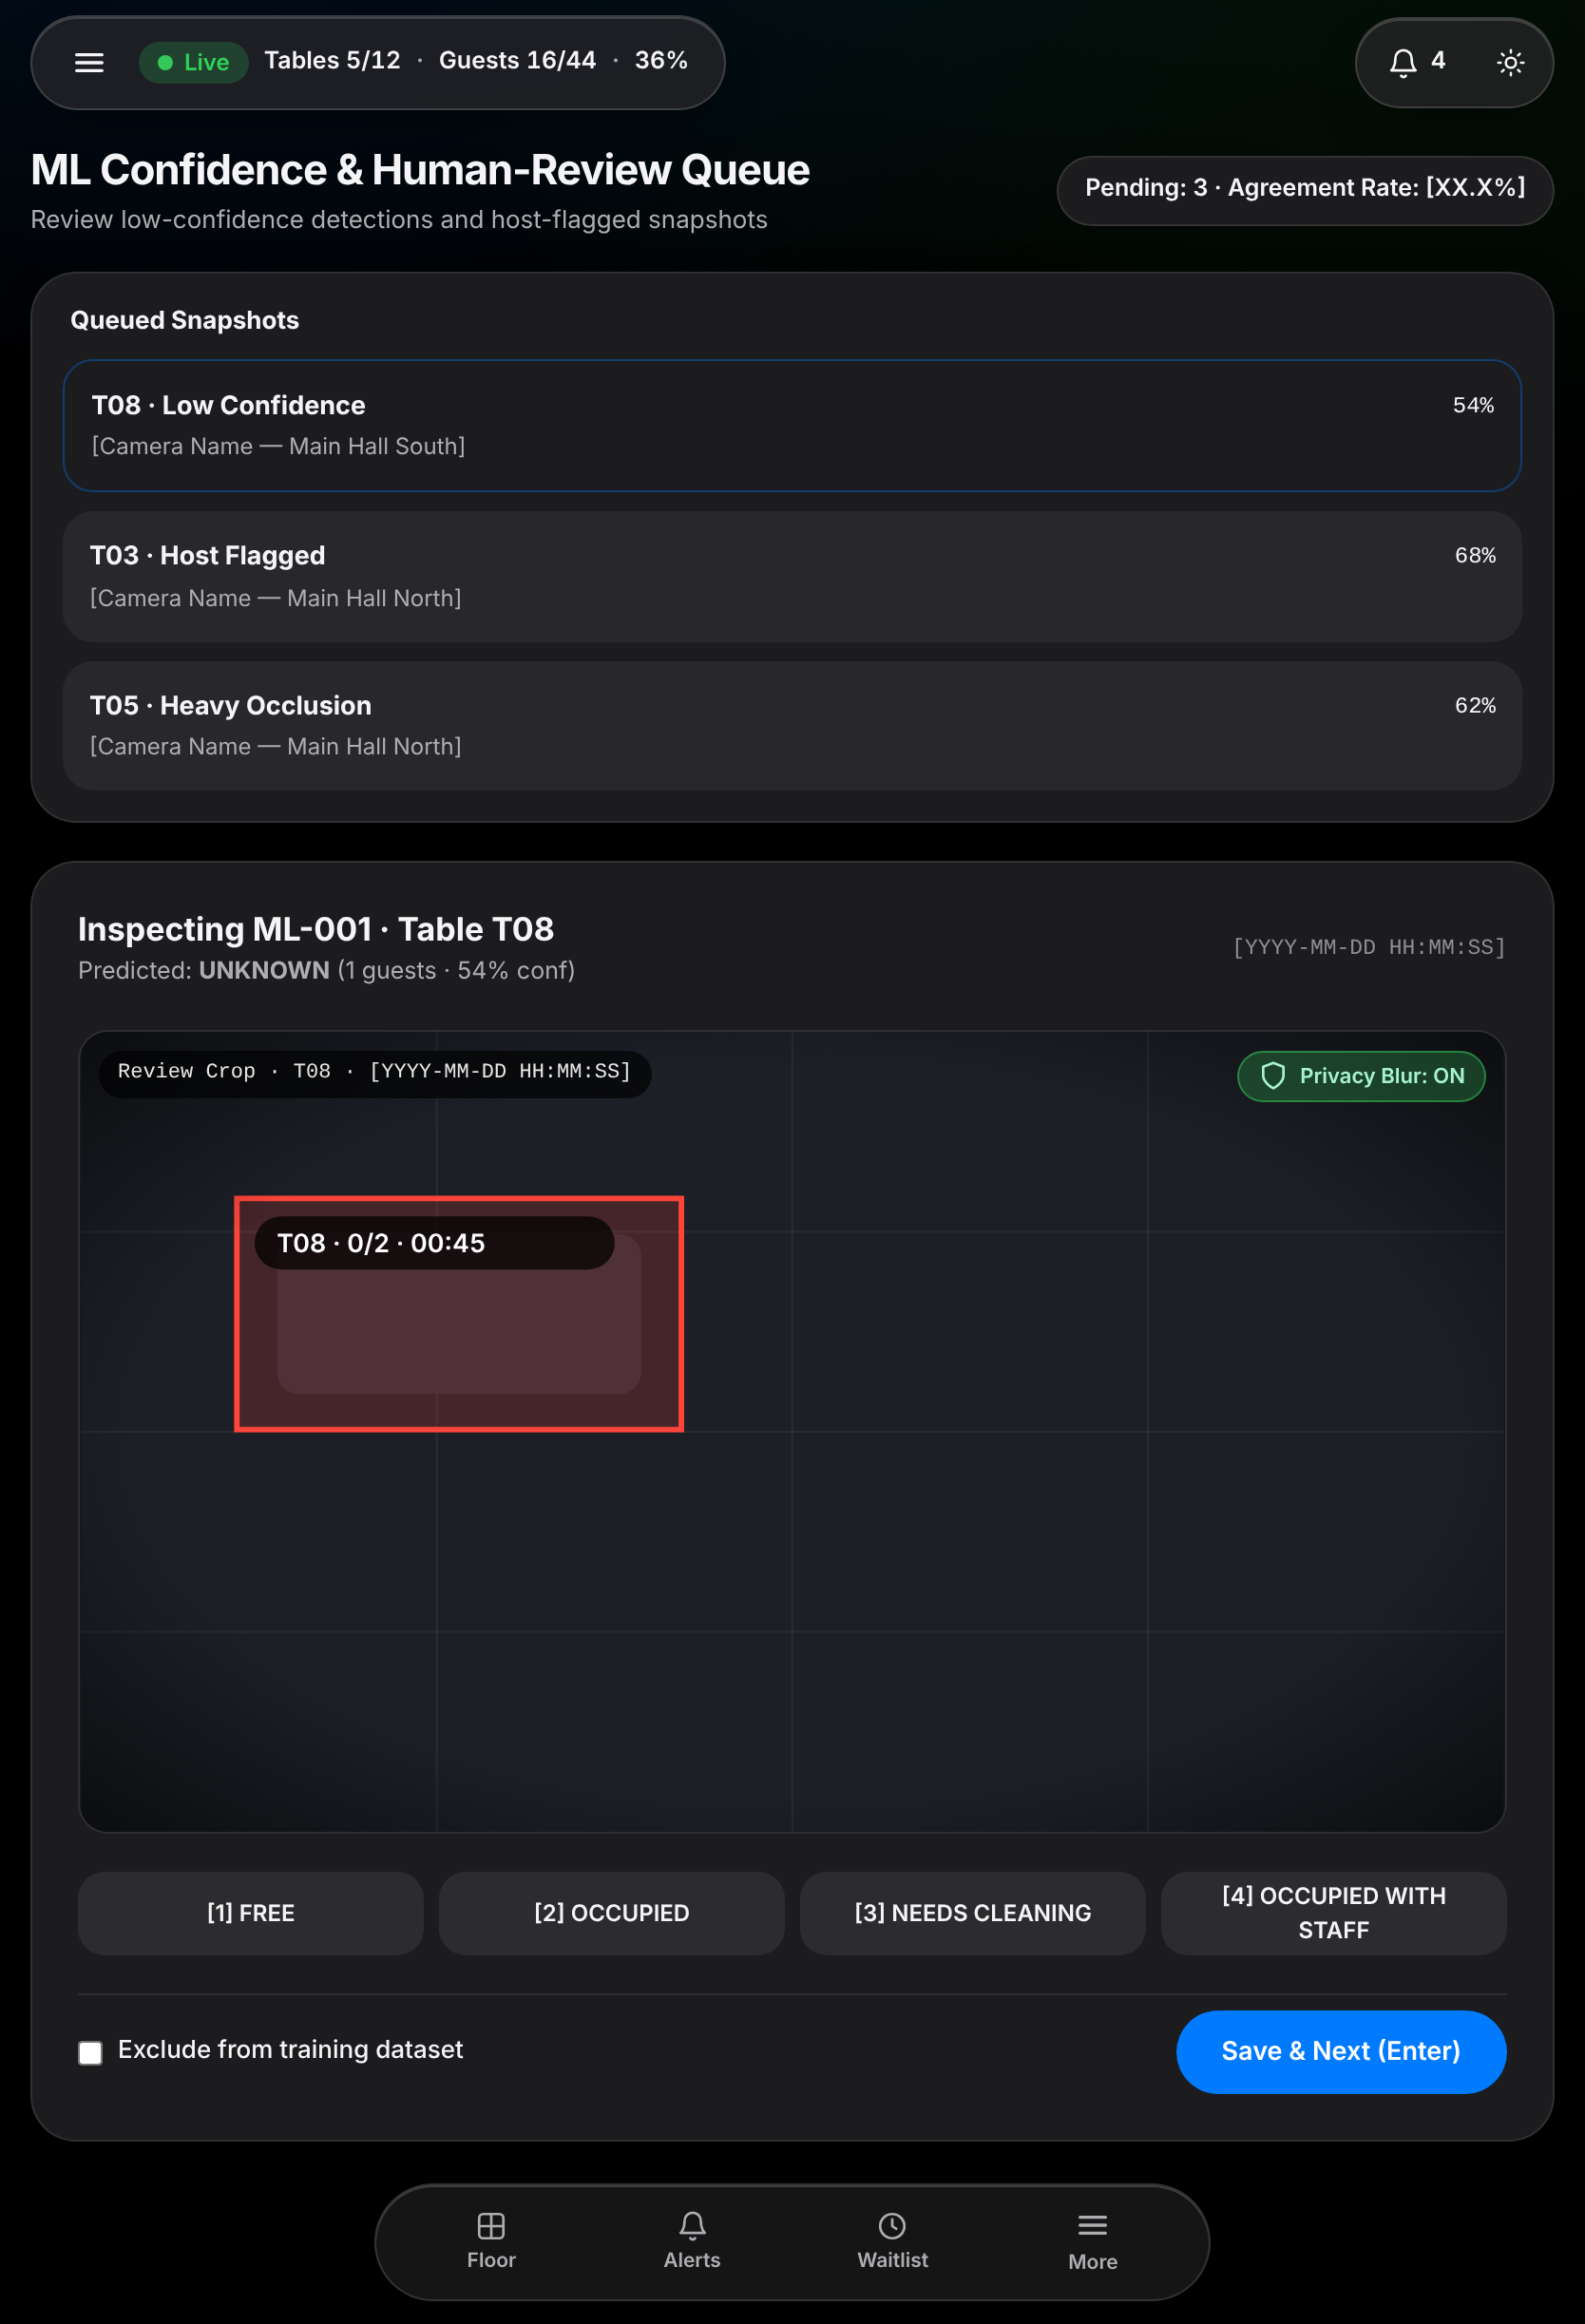 Live Tables 5/12 · Guests 16/44 · 36%
4
ML Confidence & Human-Review Queue
Review low-confidence detections and host-flagged snapshots
Pending: 3 · Agreement Rate: [XX.X%]
Queued Snapshots
T08 · Low Confidence
54%
[Camera Name — Main Hall South]
T03 · Host Flagged
68%
[Camera Name — Main Hall North]
T05 · Heavy Occlusion
62%
[Camera Name — Main Hall North]
Inspecting ML-001 · Table T08
Predicted: UNKNOWN (1 guests · 54% conf)
[YYYY-MM-DD HH:MM:SS]
Review Crop · T08 · [YYYY-MM-DD HH:MM:SS]
Privacy Blur: ON
T08 · 0/2 · 00:45
[1] FREE
[2] OCCUPIED
[3] NEEDS CLEANING
[4] OCCUPIED WITH
STAFF
Exclude from training dataset
Save & Next (Enter)
Floor
Alerts
Waitlist
More